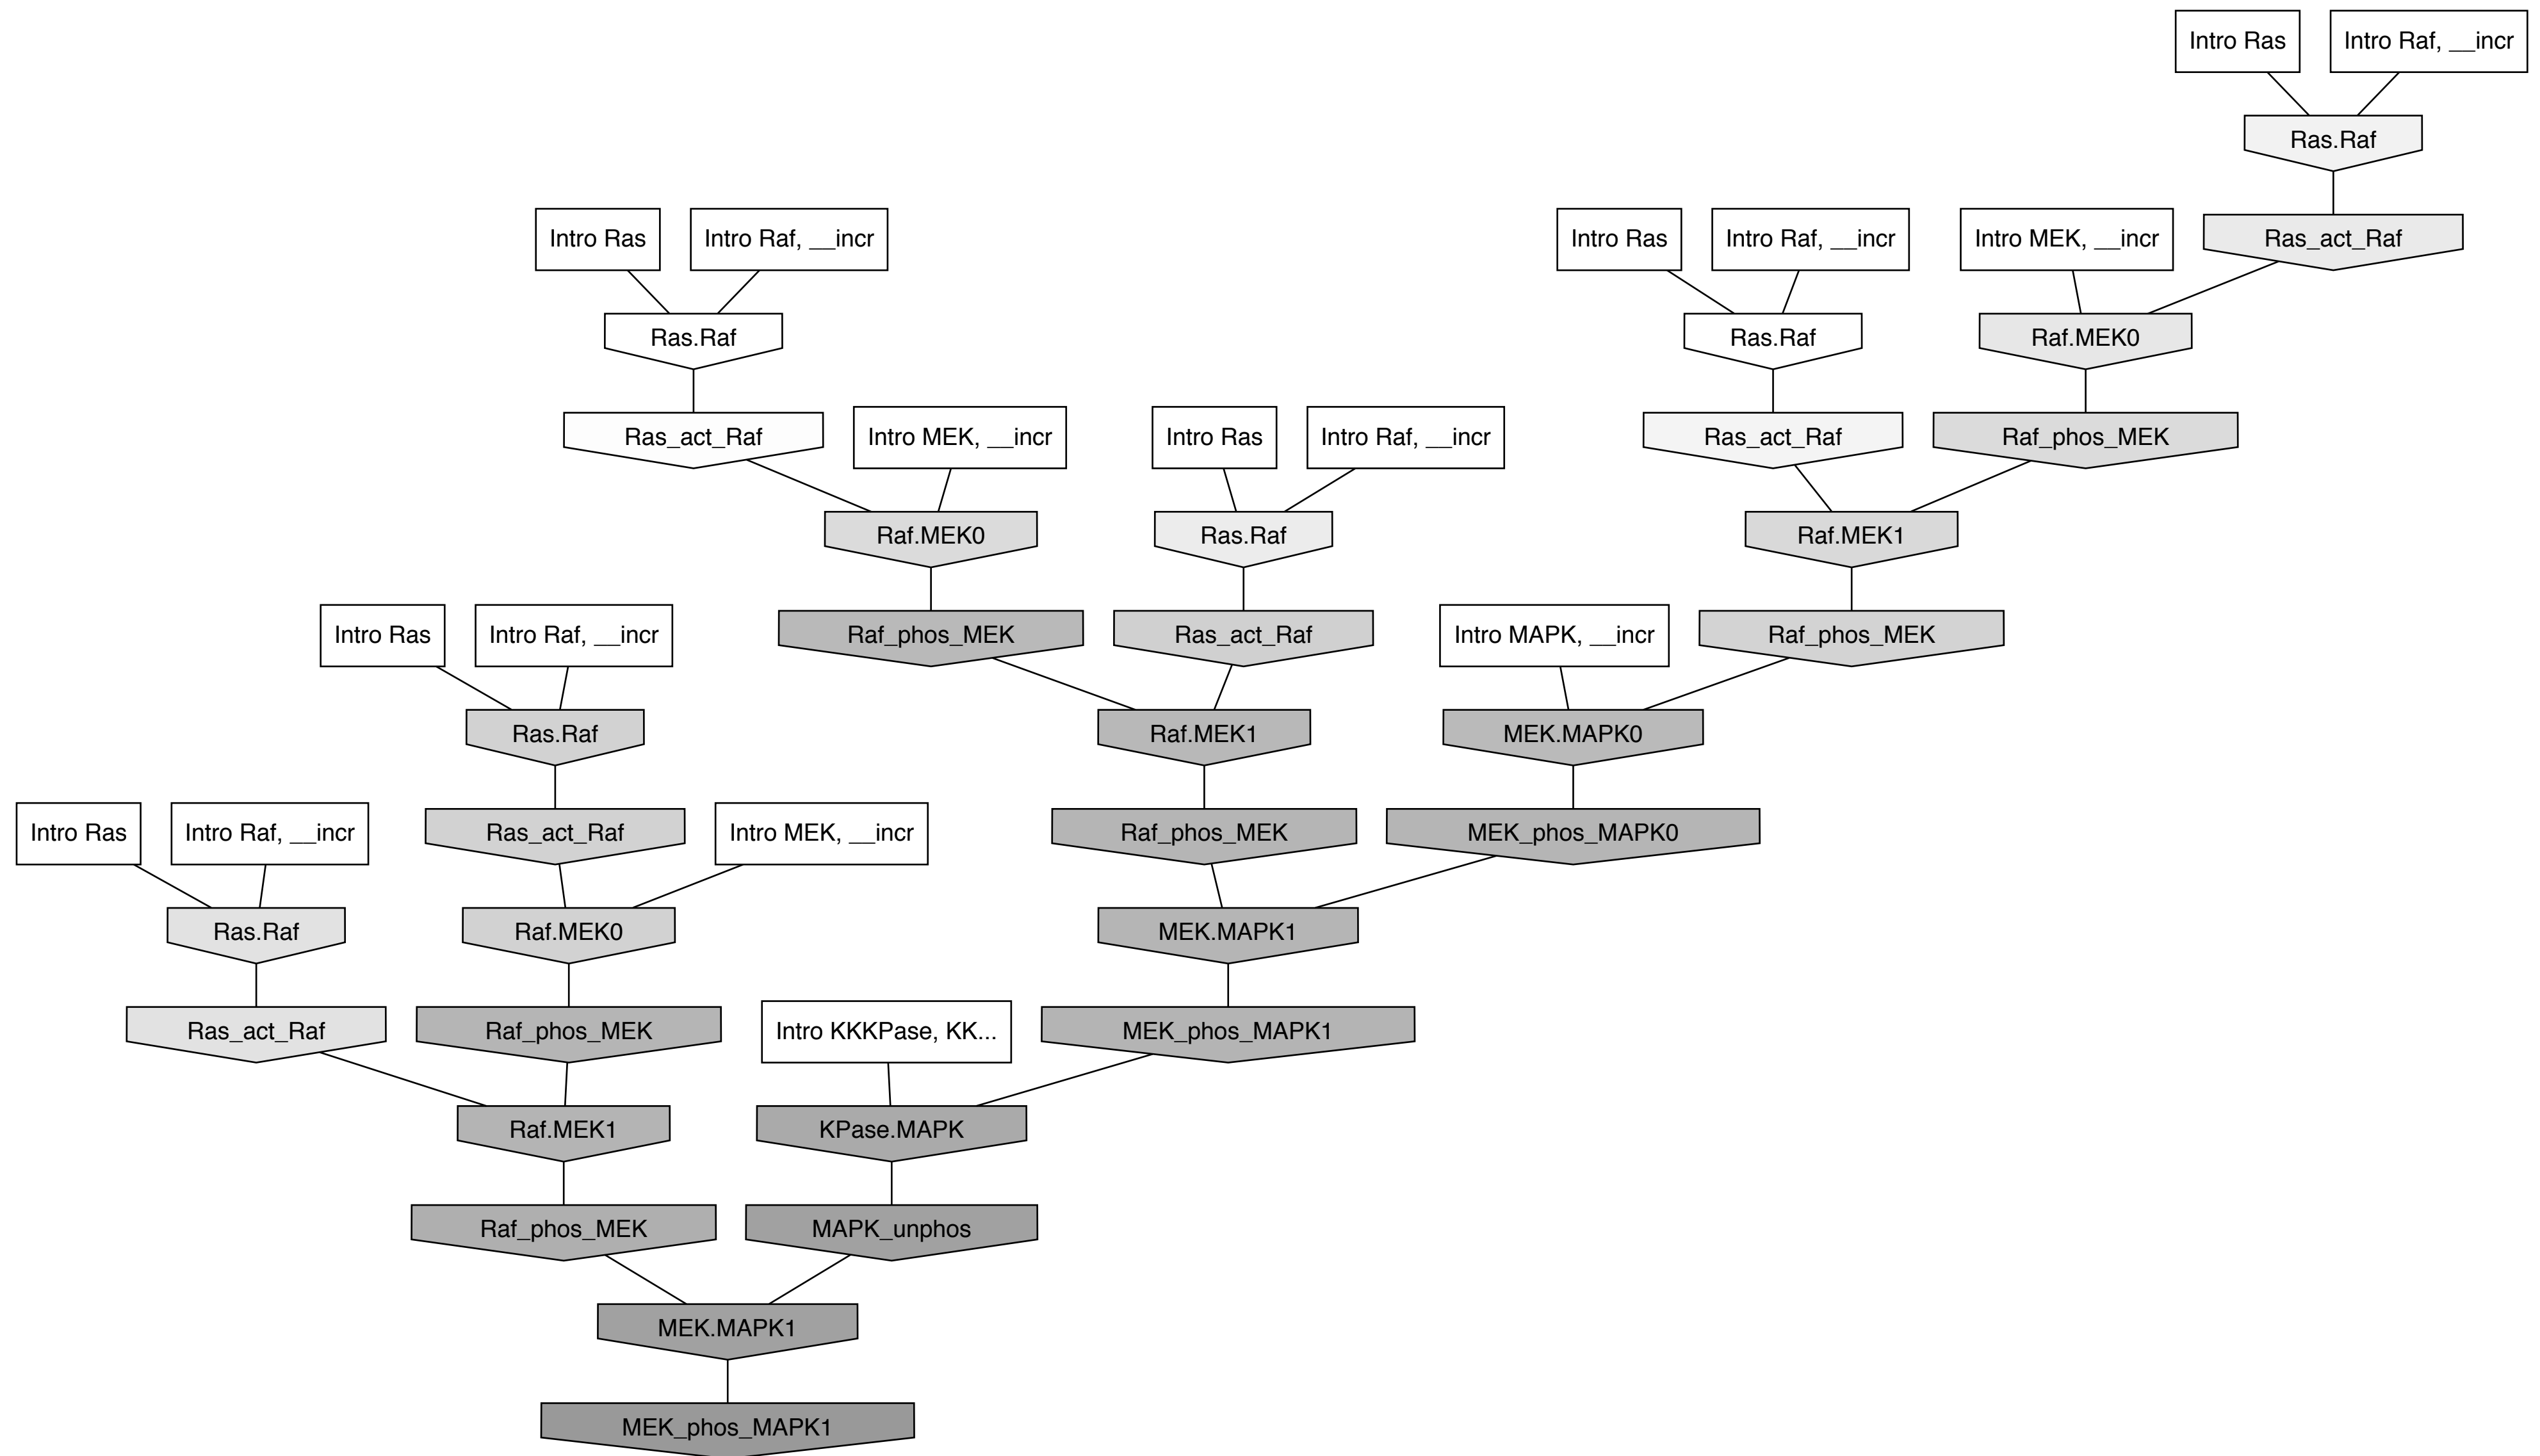 Intro Ras
Intro Raf, __incr
Ras.Raf
Intro Ras
Intro Raf, __incr
Intro Ras
Intro Raf, __incr
Intro MEK, __incr
Ras_act_Raf
Ras.Raf
Ras.Raf
Raf.MEK0
Ras_act_Raf
Intro MEK, __incr
Intro Ras
Intro Raf, __incr
Ras_act_Raf
Raf_phos_MEK
Raf.MEK0
Ras.Raf
Raf.MEK1
Intro Ras
Intro Raf, __incr
Raf_phos_MEK
Ras_act_Raf
Intro MAPK, __incr
Raf_phos_MEK
Ras.Raf
Raf.MEK1
MEK.MAPK0
Intro Ras
Intro Raf, __incr
Ras_act_Raf
Intro MEK, __incr
Raf_phos_MEK
MEK_phos_MAPK0
Ras.Raf
Raf.MEK0
MEK.MAPK1
Ras_act_Raf
Raf_phos_MEK
Intro KKKPase, KK...
MEK_phos_MAPK1
Raf.MEK1
KPase.MAPK
Raf_phos_MEK
MAPK_unphos
MEK.MAPK1
MEK_phos_MAPK1